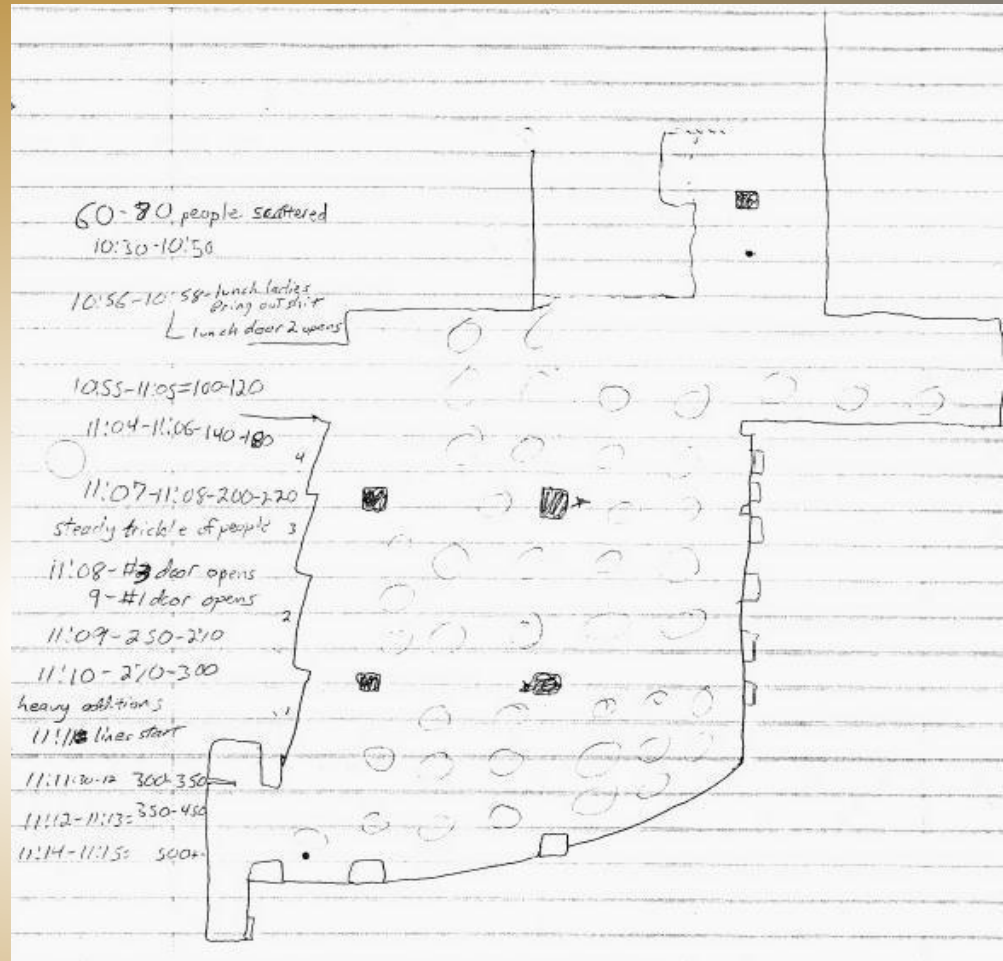 60-80 people scattered
10:30-10:50
10:56-10:58-lunch ladies
bring out shit
lunch door 2 opens
10:55-11:05=100-120
11:04-11:06-140-180
4
11:07-11:08-200-220
steady trickle of people
3
11:08-#3 door opens
9-#1 door opens
2
11:09-250-270
11:10-270-300
heavy additions
1
lines start
11:11:30-12 300-350
11:12-11:13=350-450
11:14-11:15= 500+